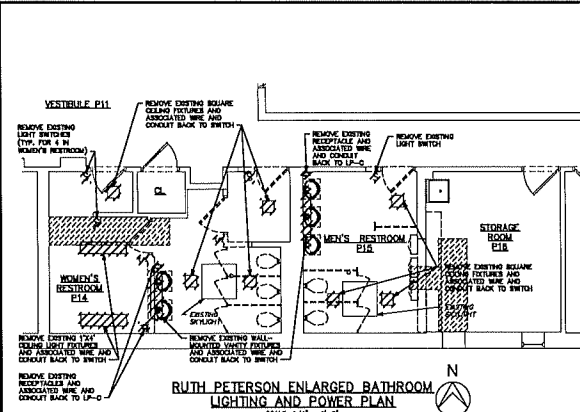 VESTIBULE P11
REMOVE EXISTING SQUARE
CEILING FIXTURES AND
ASSOCIATED WIRE AND
CONDUIT BACK TO SWITCH
REMOVE EXISTING
LIGHT SWITCHES
(TYP. FOR 4 IN
WOMEN'S RESTROOM)
REMOVE EXISTING
RECEPTACLE AND
ASSOCIATED WIRE
AND CONDUIT
BACK TO LP-C
REMOVE EXISTING
LIGHT SWITCH
CL.
STORAGE
ROOM
P16
MEN'S RESTROOM
P15
WOMEN'S
RESTROOM
P14
REMOVE EXISTING SQUARE
CEILING FIXTURES AND
ASSOCIATED WIRE AND
CONDUIT BACK TO SWITCH
EXISTING
SKYLIGHT
EXISTING
SKYLIGHT
REMOVE EXISTING 1'X4'
CEILING LIGHT FIXTURES
AND ASSOCIATED WIRE AND
CONDUIT BACK TO SWITCH
REMOVE EXISTING WALL-
MOUNTED VANITY FIXTURES
AND ASSOCIATED WIRE AND
CONDUIT BACK TO SWITCH
REMOVE EXISTING
RECEPTACLES AND
ASSOCIATED WIRE AND
CONDUIT BACK TO LP-C
RUTH PETERSON ENLARGED BATHROOM
LIGHTING AND POWER PLAN
N